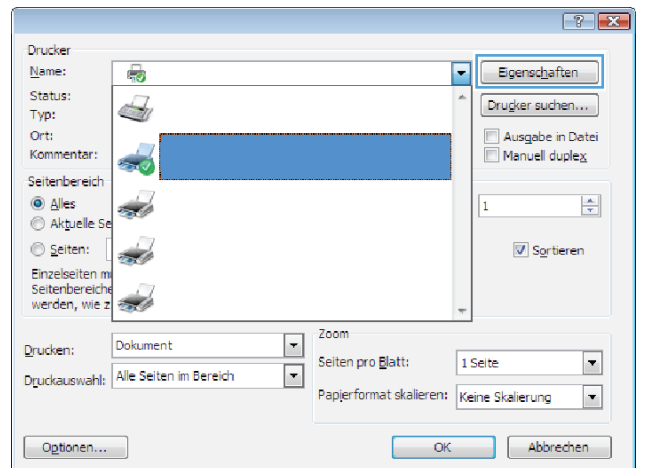 Drucker
Name:
Eigenschaften
Status:
Drucker suchen...
Typ:
Ort:
Ausgabe in Datei
Kommentar:
Manuell duplex
Seitenbereich
Alles
1
Aktuelle Se
Seiten:
Sortieren
Einzelseiten m
Seitenbereiche
werden, wie z
Zoom
Drucken:
Dokument
Seiten pro Blatt:
1 Seite
Druckauswahl:
Alle Seiten im Bereich
Papierformat skalieren:
Keine Skalierung
Optionen...
OK
Abbrechen